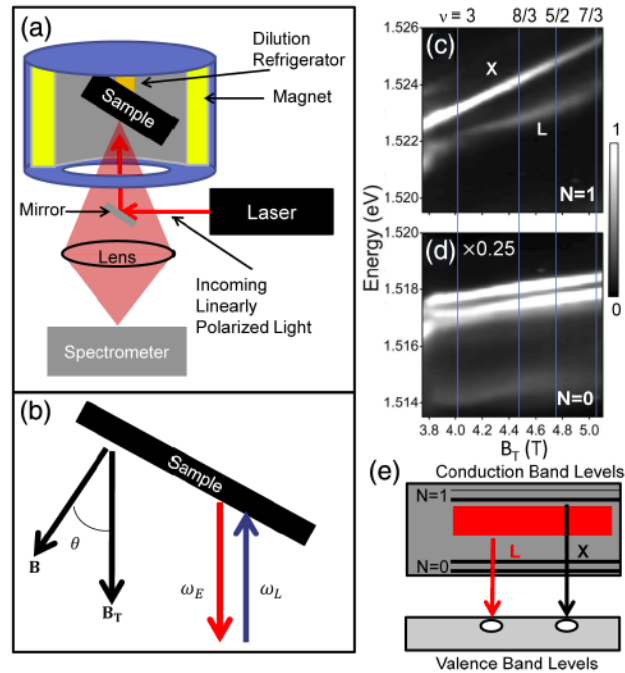 (a)
Dilution
Refrigerator
Sample
Magnet
Mirror
Laser
Lens
Incoming
Linearly
Polarized Light
Spectrometer
(b)
Sample
θ
B
B_T
ω_E
ω_L
ν = 3 8/3 5/2 7/3
1.526
(c)
X
1.524
1.522
L
1
1.520
N=1
Energy (eV)
1.520
(d) ×0.25
1.518
0
1.516
N=0
1.514
3.8 4.0 4.2 4.4 4.6 4.8 5.0
B_T (T)
(e)
Conduction Band Levels
N=1
L X
N=0
Valence Band Levels